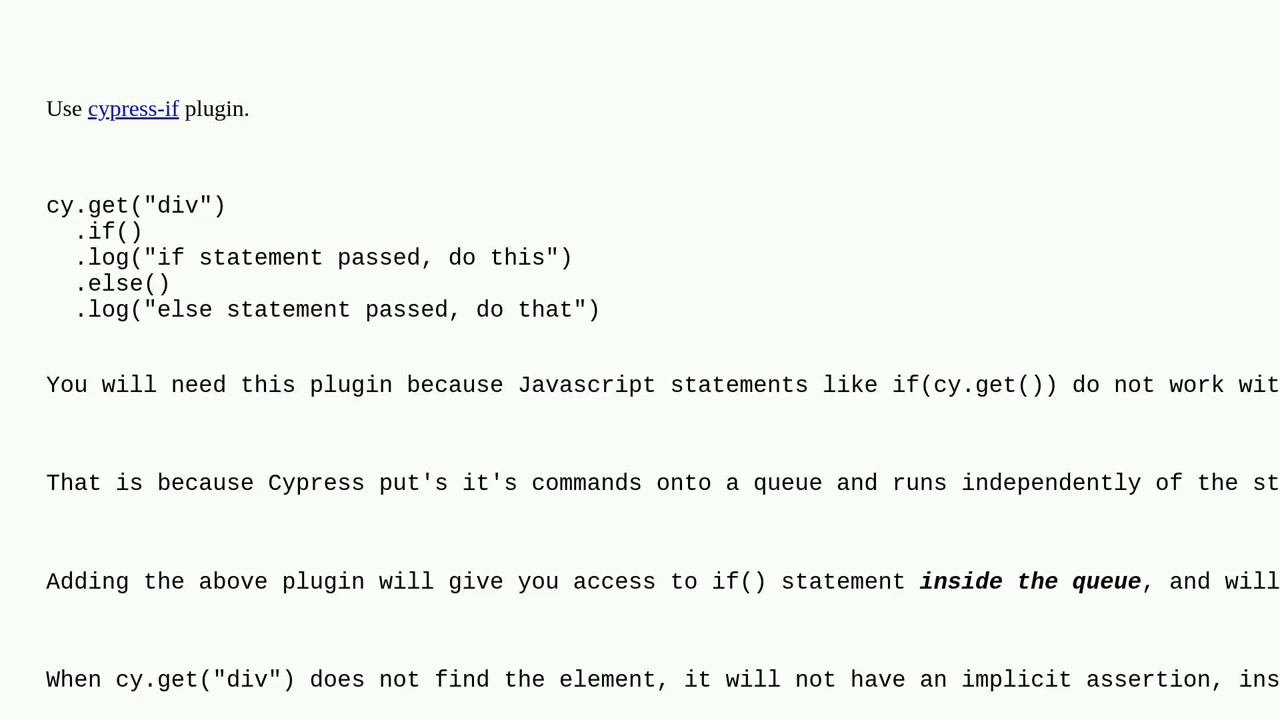 Use cypress-if plugin.
cy.get("div")
  .if()
  .log("if statement passed, do this")
  .else()
  .log("else statement passed, do that")
You will need this plugin because Javascript statements like if(cy.get()) do not work
That is because Cypress put's it's commands onto a queue and runs independently of the
Adding the above plugin will give you access to if() statement inside the queue, and will
When cy.get("div") does not find the element, it will not have an implicit assertion,